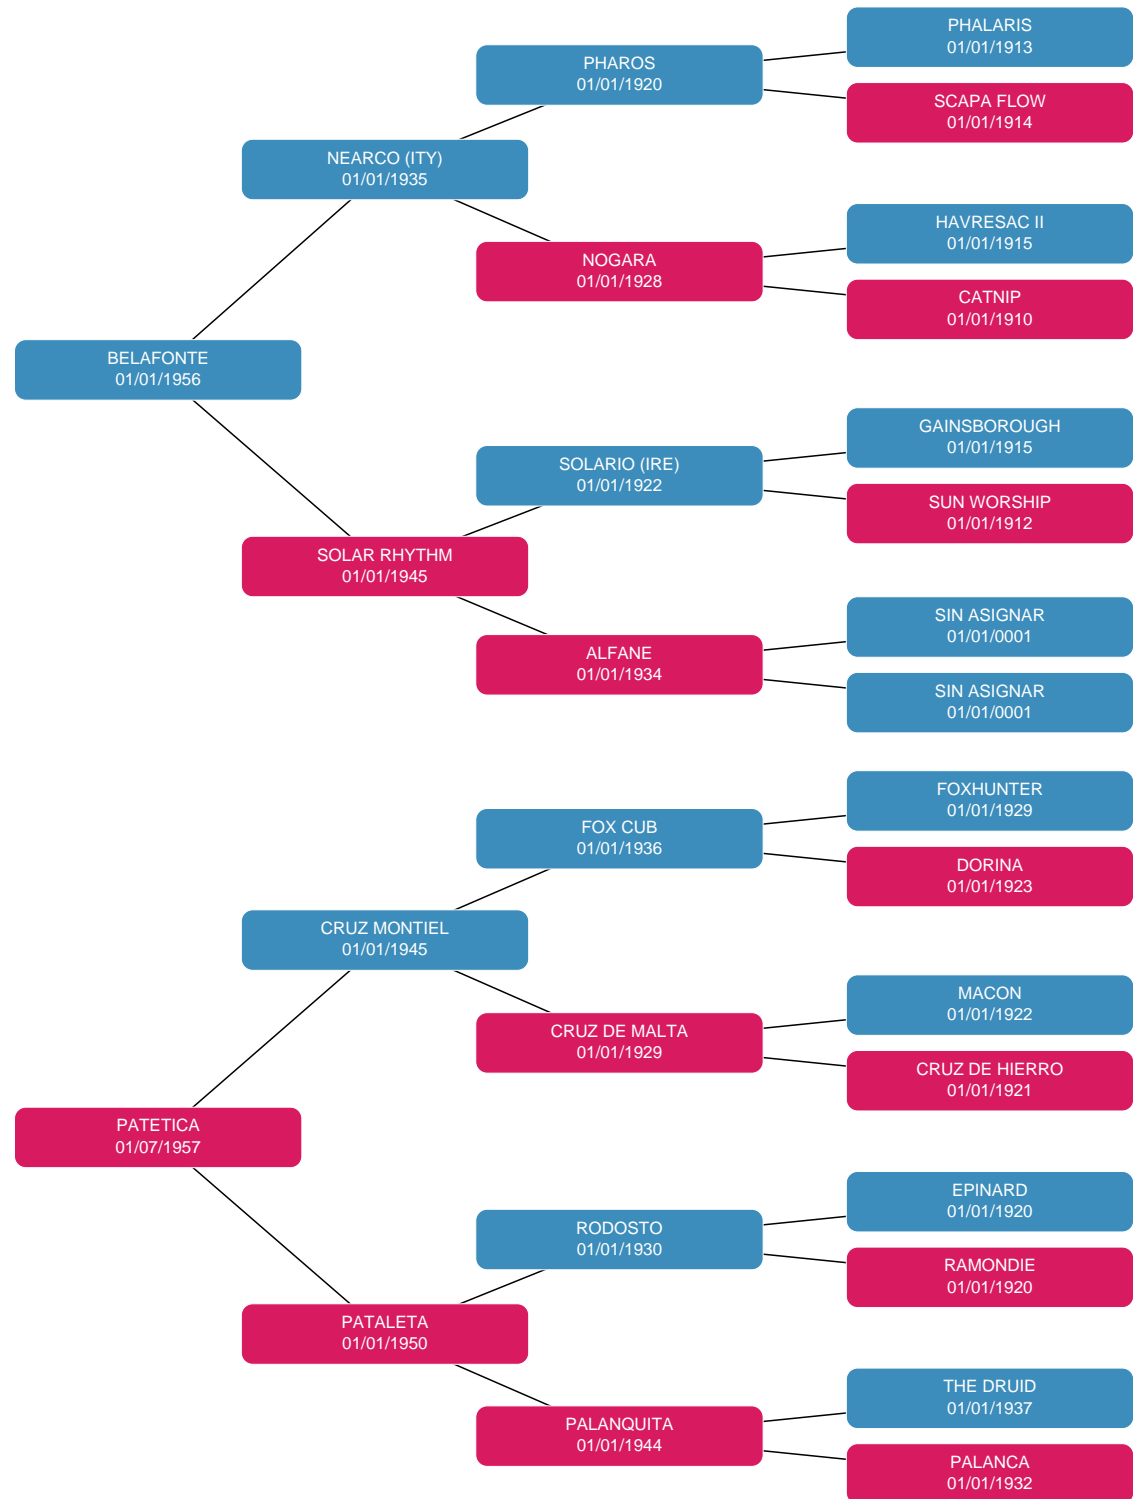 PHALARIS
01/01/1913
PHAROS
01/01/1920
SCAPA FLOW
01/01/1914
NEARCO (ITY)
01/01/1935
HAVRESAC II
01/01/1915
NOGARA
01/01/1928
CATNIP
01/01/1910
BELAFONTE
01/01/1956
GAINSBOROUGH
01/01/1915
SOLARIO (IRE)
01/01/1922
SUN WORSHIP
01/01/1912
SOLAR RHYTHM
01/01/1945
SIN ASIGNAR
01/01/0001
ALFANE
01/01/1934
SIN ASIGNAR
01/01/0001
FOXHUNTER
01/01/1929
FOX CUB
01/01/1936
DORINA
01/01/1923
CRUZ MONTIEL
01/01/1945
MACON
01/01/1922
CRUZ DE MALTA
01/01/1929
CRUZ DE HIERRO
01/01/1921
PATETICA
01/07/1957
EPINARD
01/01/1920
RODOSTO
01/01/1930
RAMONDIE
01/01/1920
PATALETA
01/01/1950
THE DRUID
01/01/1937
PALANQUITA
01/01/1944
PALANCA
01/01/1932